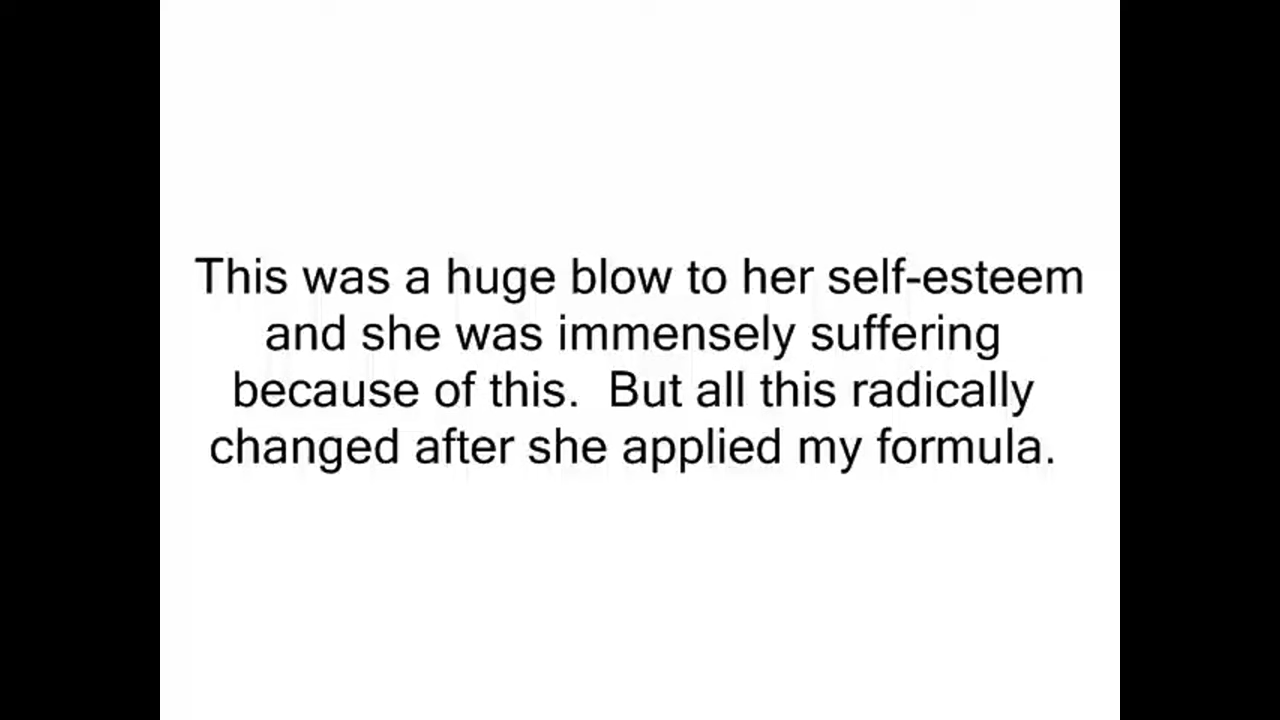 This was a huge blow to her self-esteem
and she was immensely suffering
because of this.  But all this radically
changed after she applied my formula.